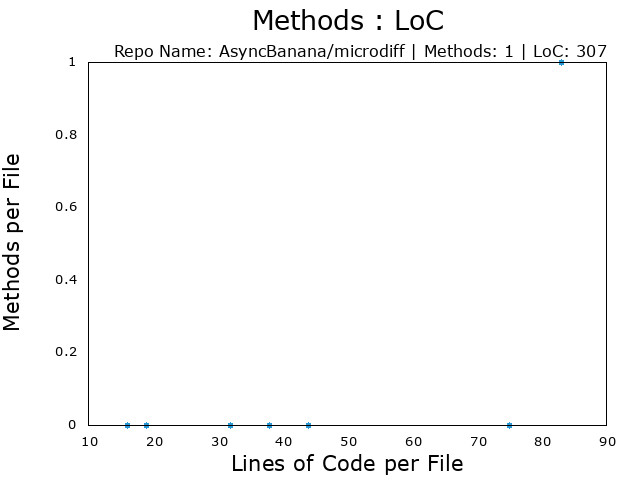 Methods : LoC
Repo Name: AsyncBanana/microdiff | Methods: 1 | LoC: 307
1
0.8
0.6
0.4
0.2
0
Methods per File
10 20 30 40 50 60 70 80 90
Lines of Code per File